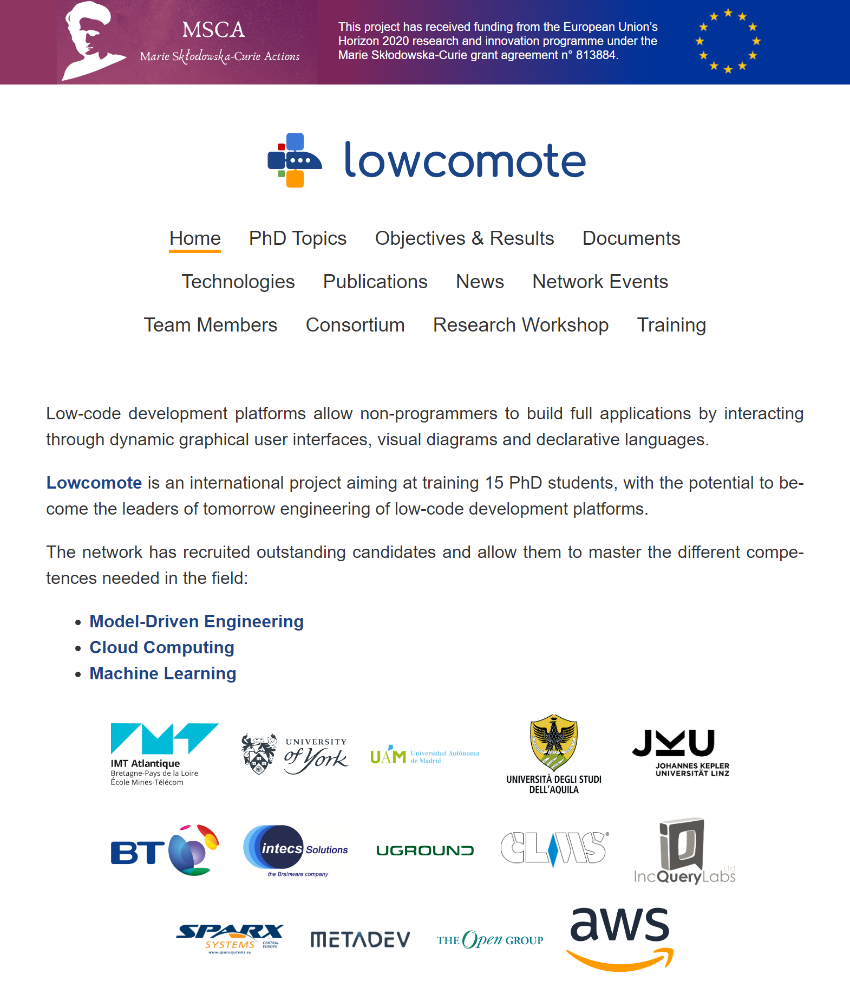 MSCA
Marie Skłodowska-Curie Actions
This project has received funding from the European Union's
Horizon 2020 research and innovation programme under the
Marie Skłodowska-Curie grant agreement n° 813884.
lowcomote
Home PhD Topics Objectives & Results Documents
Technologies Publications News Network Events
Team Members Consortium Research Workshop Training
Low-code development platforms allow non-programmers to build full applications by interacting
through dynamic graphical user interfaces, visual diagrams and declarative languages.
Lowcomote is an international project aiming at training 15 PhD students, with the potential to be-
come the leaders of tomorrow engineering of low-code development platforms.
The network has recruited outstanding candidates and allow them to master the different compe-
tences needed in the field:
• Model-Driven Engineering
• Cloud Computing
• Machine Learning
IMT Atlantique
Bretagne-Pays de la Loire
École Mines-Télécom
UNIVERSITY
of York
UAM Universidad Autónoma
de Madrid
UNIVERSITÀ DEGLI STUDI
DELL'AQUILA
JKU
JOHANNES KEPLER
UNIVERSITÄT LINZ
BT
intecs Solutions
the Brainware company
UGROUND
CLMS®
IncQueryLabs Ltd
SPARX
SYSTEMS CENTRAL
EUROPE
www.sparxsystems.eu
METADEV
THE Open GROUP
aws